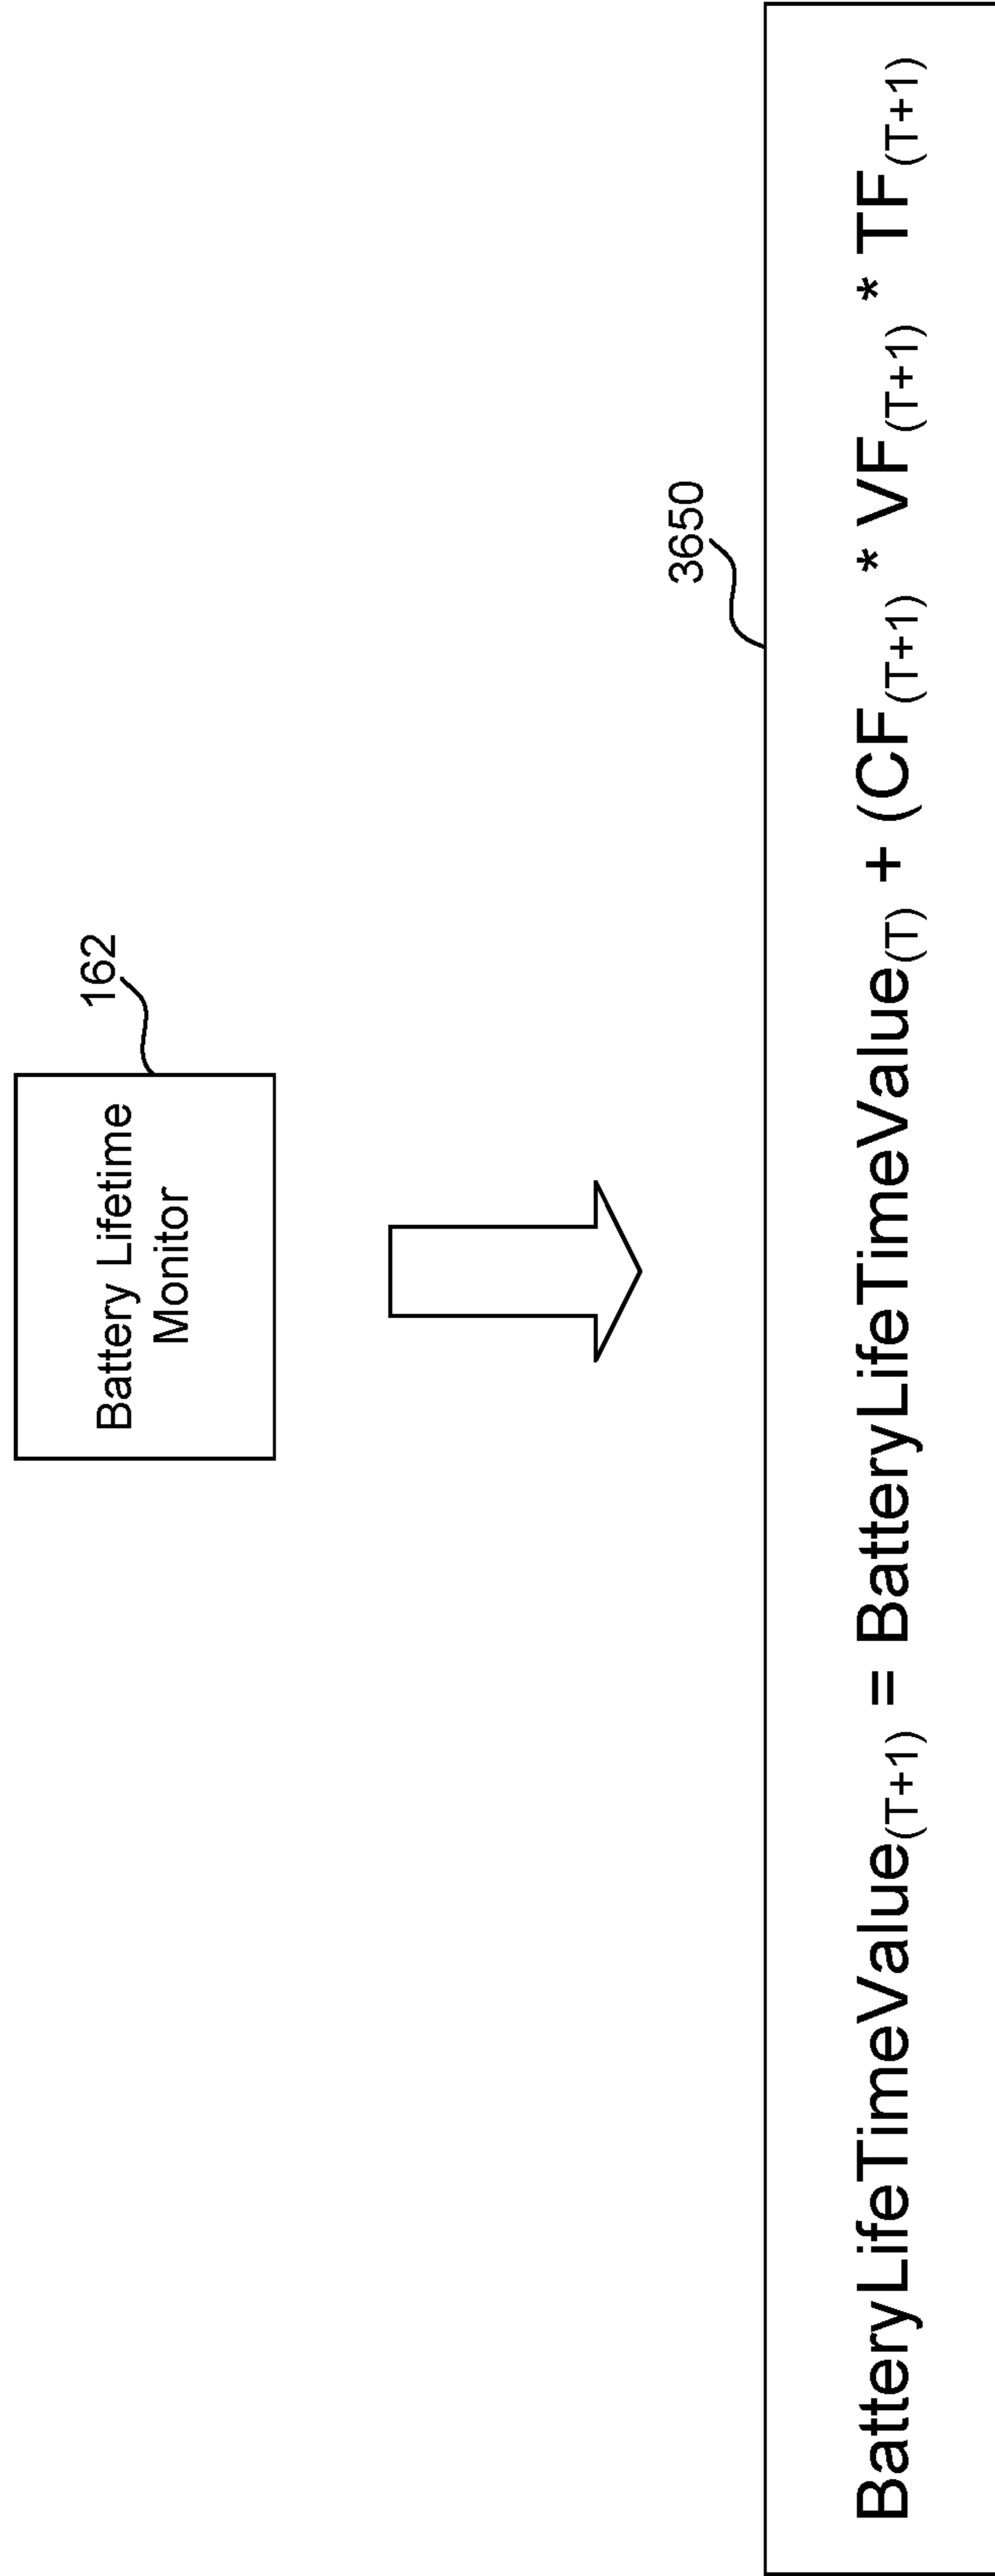 162
Battery Lifetime
Monitor
3650
BatteryLifeTimeValue(T+1) = BatteryLifeTimeValue(T) + (CF(T+1) * VF(T+1) * TF(T+1)